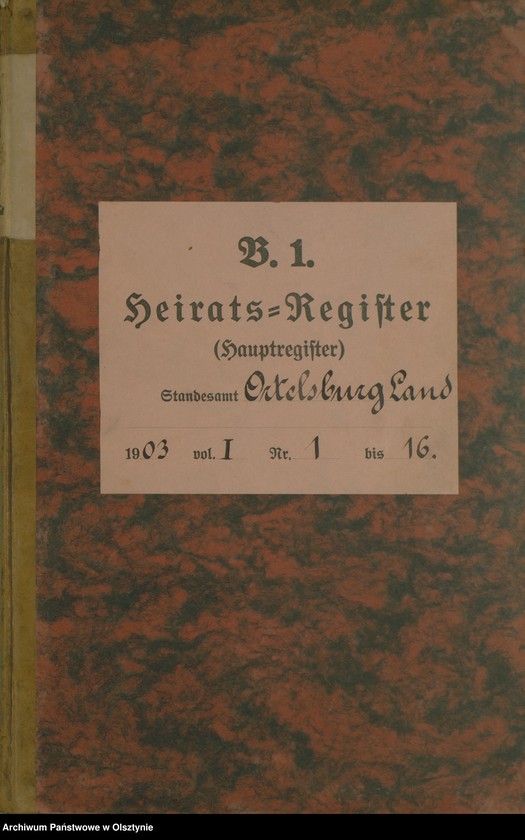 B. 1.
Heirats=Register
(Hauptregister)
Standesamt Ortelsburg Land
1903 vol. I Nr. 1 bis 16.
Archiwum Państwowe w Olsztynie